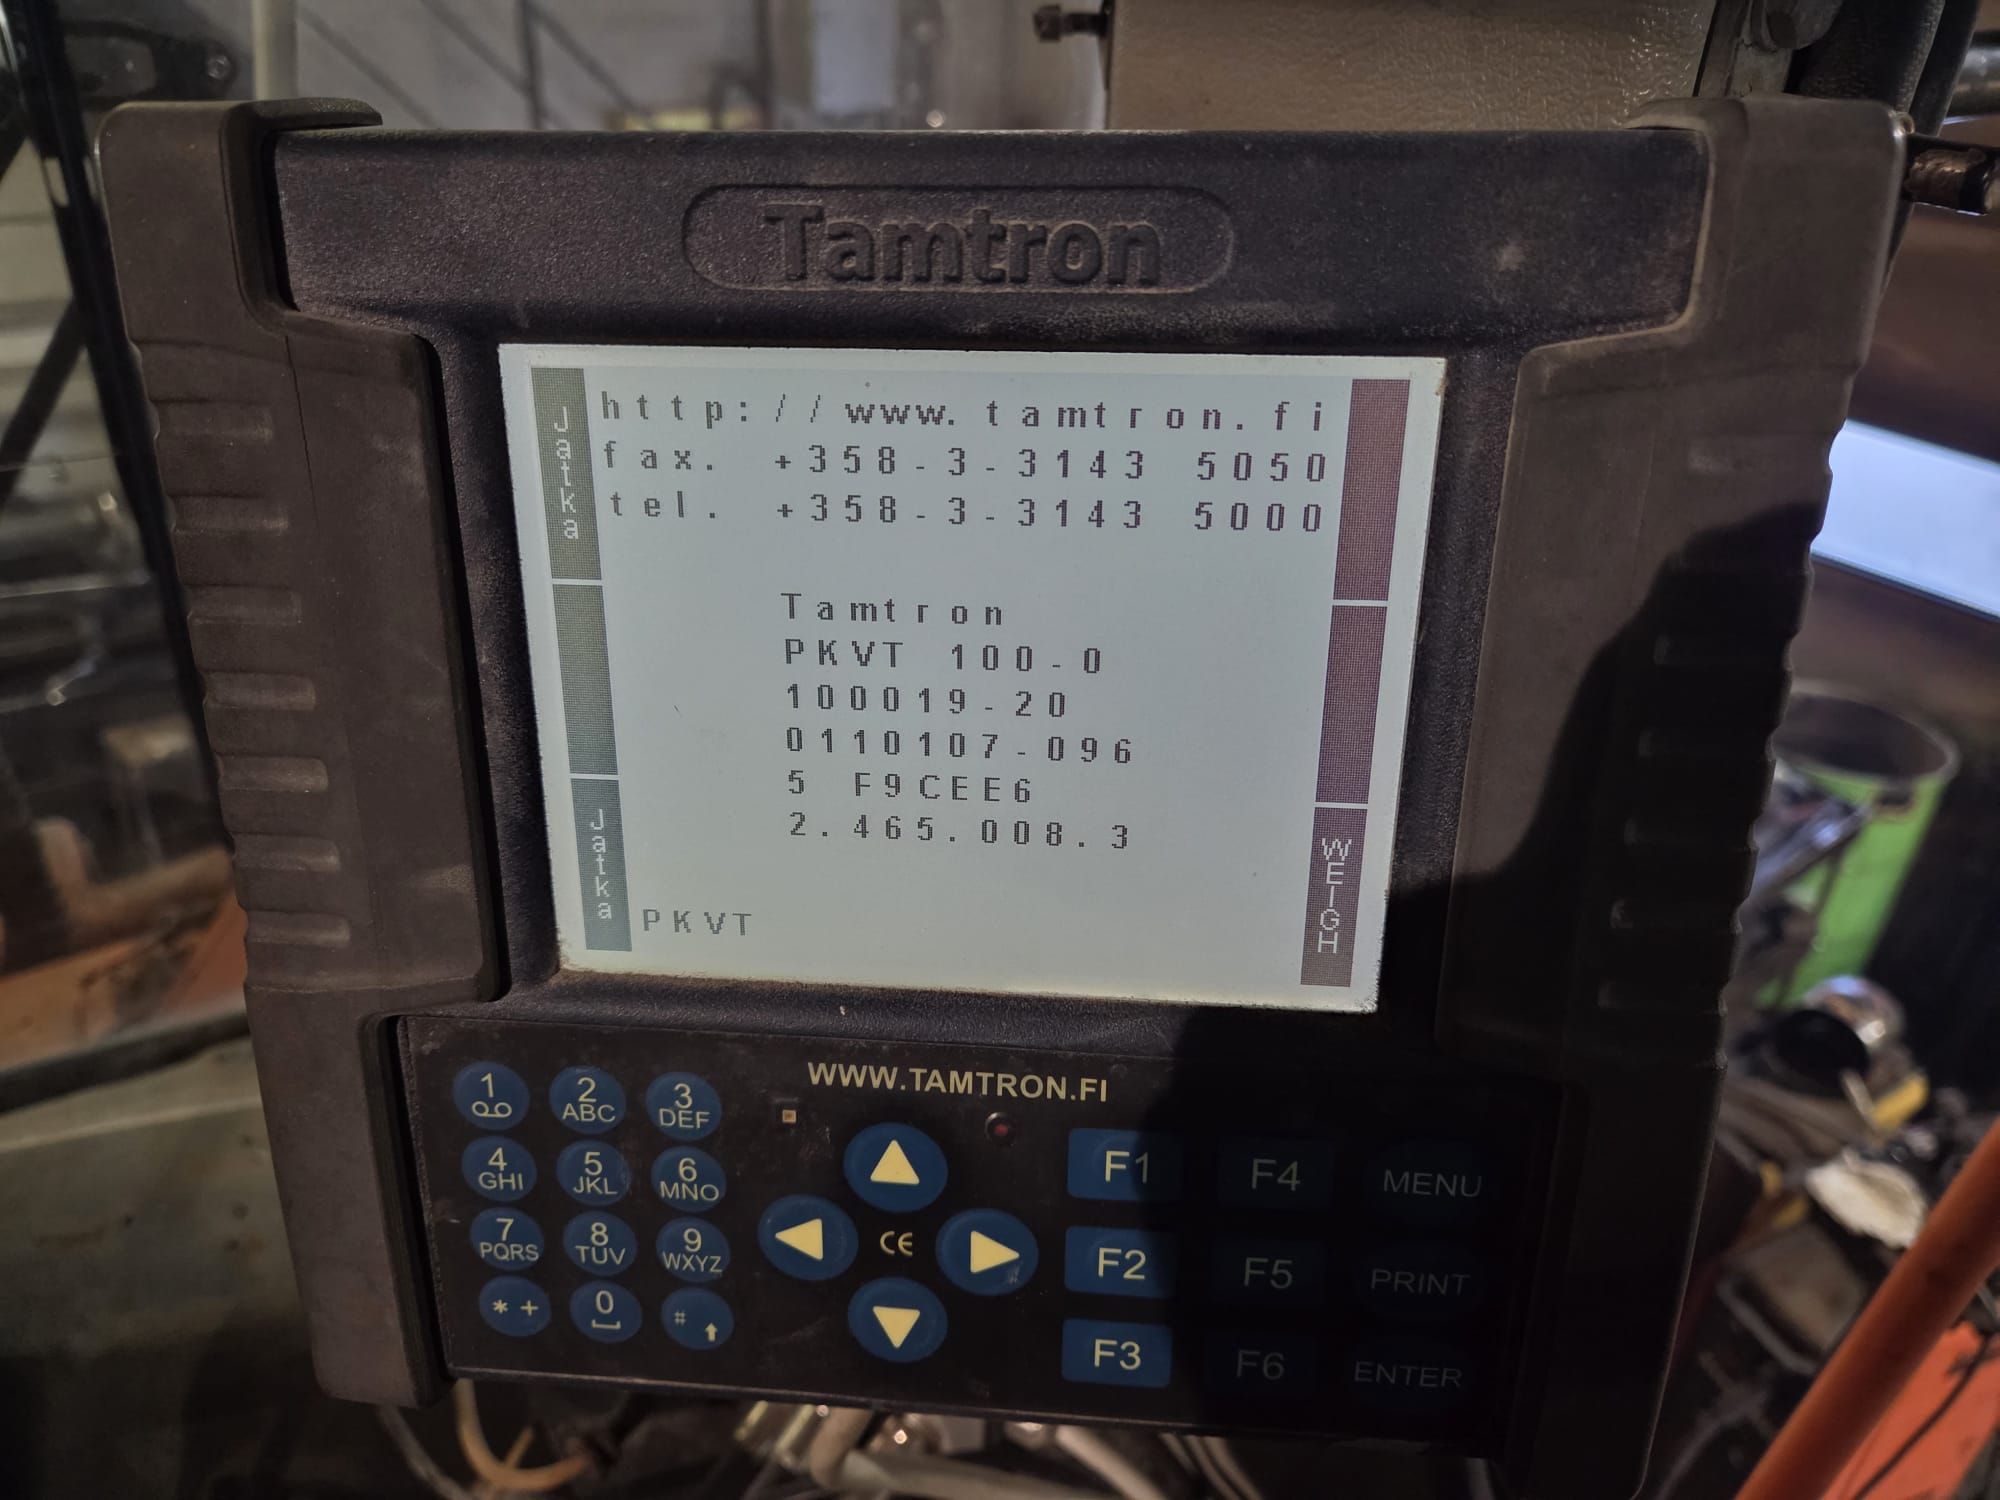 Tamtron
Jatka
http://www.tamtron.fi
fax. +358-3-3143 5050
tel. +358-3-3143 5000
Tamtron
PKVT 100-0
100019-20
0110107-096
5 F9CEE6
2.465.008.3
Jatka
PKVT
WEIGH
WWW.TAMTRON.FI
1
2 ABC
3 DEF
4 GHI
5 JKL
6 MNO
7 PQRS
8 TUV
9 WXYZ
* +
0
#
CE
F1 F4 MENU
F2 F5 PRINT
F3 F6 ENTER